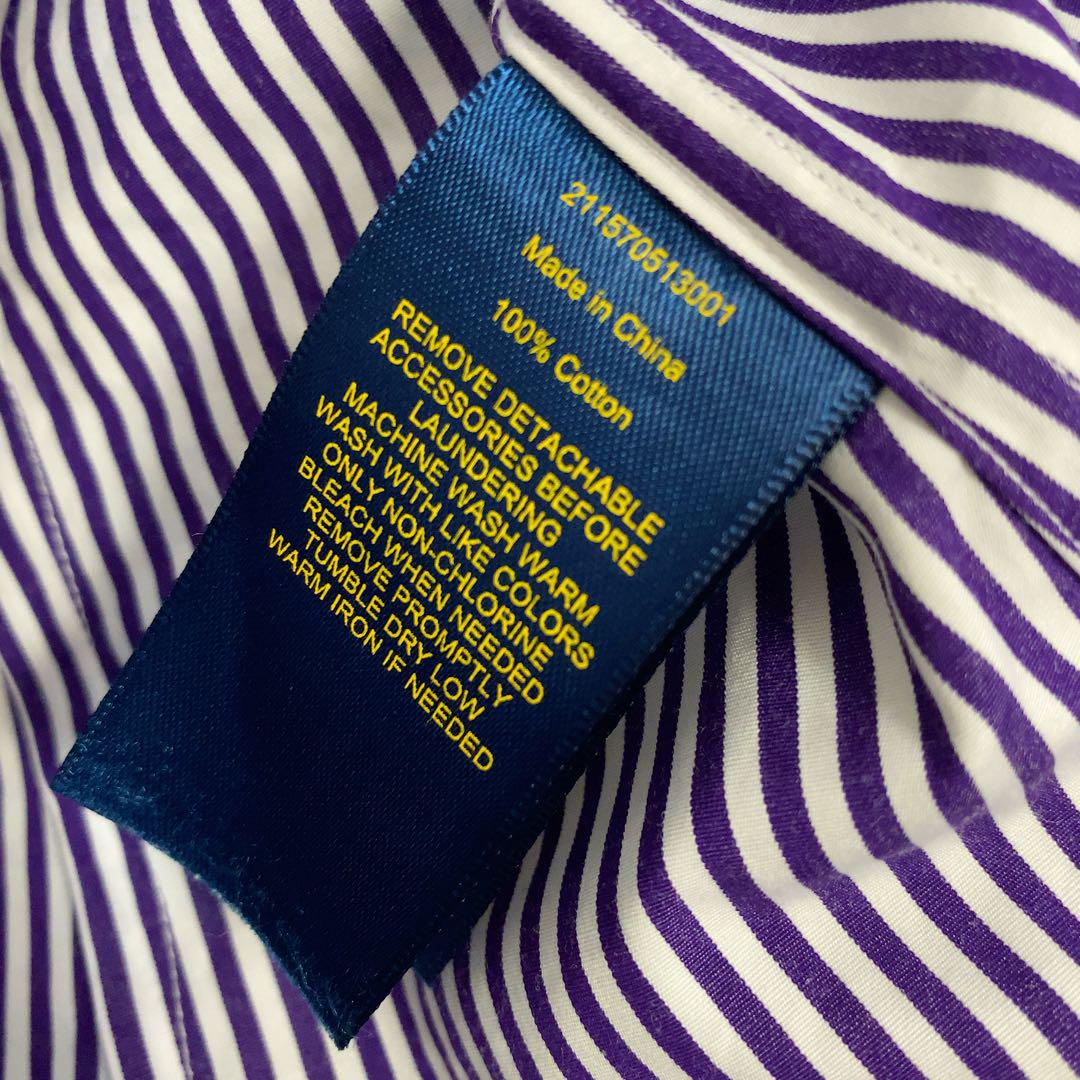 211570513001
Made in China
100% Cotton
REMOVE DETACHABLE
ACCESSORIES BEFORE
LAUNDERING
MACHINE WASH WARM
WASH WITH LIKE COLORS
ONLY NON-CHLORINE
BLEACH WHEN NEEDED
REMOVE PROMPTLY
TUMBLE DRY LOW
WARM IRON IF NEEDED